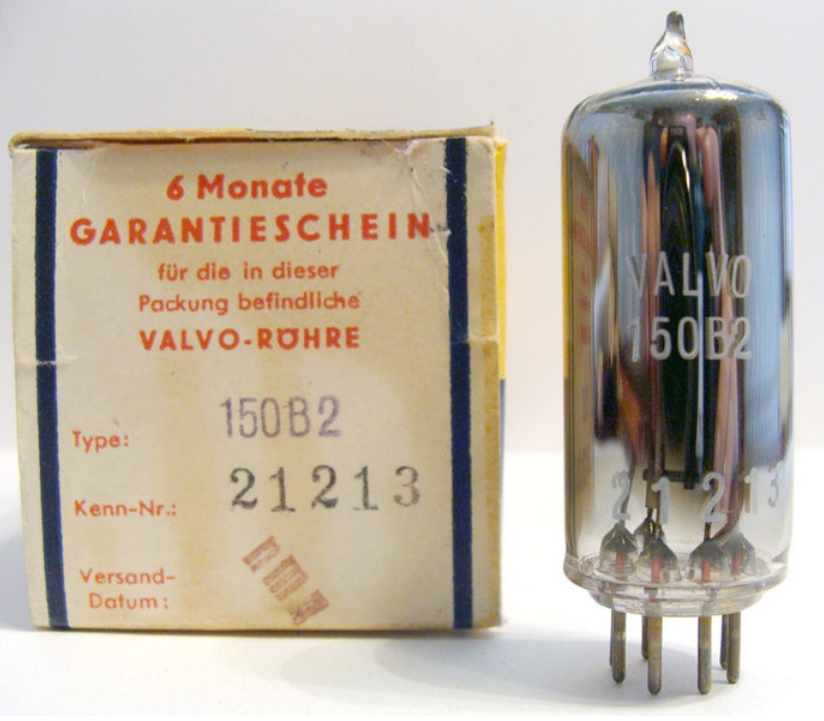 6 Monate
GARANTIESCHEIN
für die in dieser
Packung befindliche
VALVO-RÖHRE
Type: 150B2
Kenn-Nr.: 21213
Versand-
Datum:
VALVO
150B2
21213